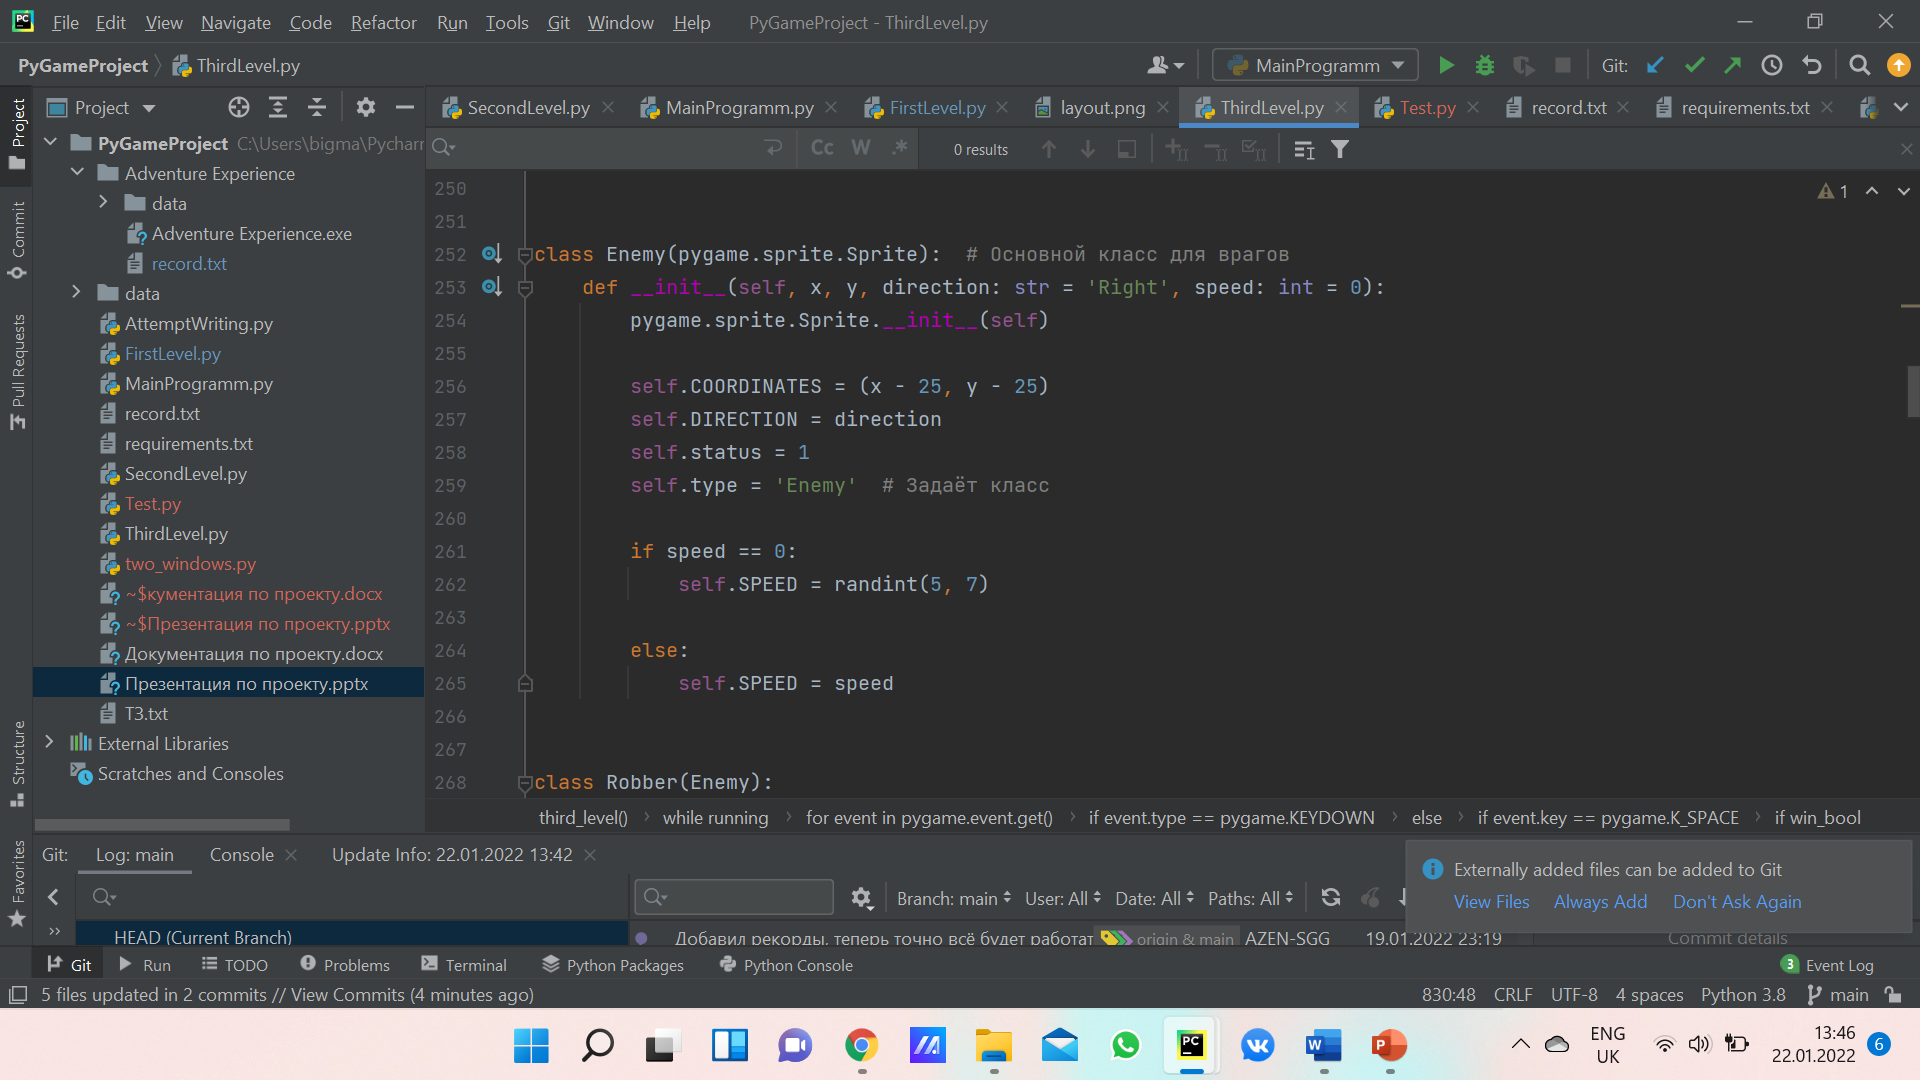 File Edit View Navigate Code Refactor Run Tools Git Window Help PyGameProject - ThirdLevel.py
PyGameProject ThirdLevel.py MainProgramm Git:
Project
SecondLevel.py MainProgramm.py FirstLevel.py layout.png ThirdLevel.py Test.py record.txt requirements.txt
Cc W .* 0 results
Project
Commit
Pull Requests
Structure
Favorites
PyGameProject C:\Users\bigma\Pychar
Adventure Experience
data
Adventure Experience.exe
record.txt
data
AttemptWriting.py
FirstLevel.py
MainProgramm.py
record.txt
requirements.txt
SecondLevel.py
Test.py
ThirdLevel.py
two_windows.py
~$кументация по проекту.docx
~$Презентация по проекту.pptx
Документация по проекту.docx
Презентация по проекту.pptx
ТЗ.txt
External Libraries
Scratches and Consoles
1
250
251
252 class Enemy(pygame.sprite.Sprite):  # Основной класс для врагов
253 def __init__(self, x, y, direction: str = 'Right', speed: int = 0):
254 pygame.sprite.Sprite.__init__(self)
255
256 self.COORDINATES = (x - 25, y - 25)
257 self.DIRECTION = direction
258 self.status = 1
259 self.type = 'Enemy'  # Задаёт класс
260
261 if speed == 0:
262 self.SPEED = randint(5, 7)
263
264 else:
265 self.SPEED = speed
266
267
268 class Robber(Enemy):
third_level() while running for event in pygame.event.get() if event.type == pygame.KEYDOWN else if event.key == pygame.K_SPACE if win_bool
Git: Log: main Console Update Info: 22.01.2022 13:42
Externally added files can be added to Git
View Files Always Add Don't Ask Again
Branch: main User: All Date: All Paths: All
HEAD (Current Branch)
Добавил рекорды, теперь точно всё будет работат origin & main AZEN-SGG 19.01.2022 23:19
Commit details
Git Run TODO Problems Terminal Python Packages Python Console 3 Event Log
5 files updated in 2 commits // View Commits (4 minutes ago) 830:48 CRLF UTF-8 4 spaces Python 3.8 main
ENG
UK
13:46
22.01.2022
6